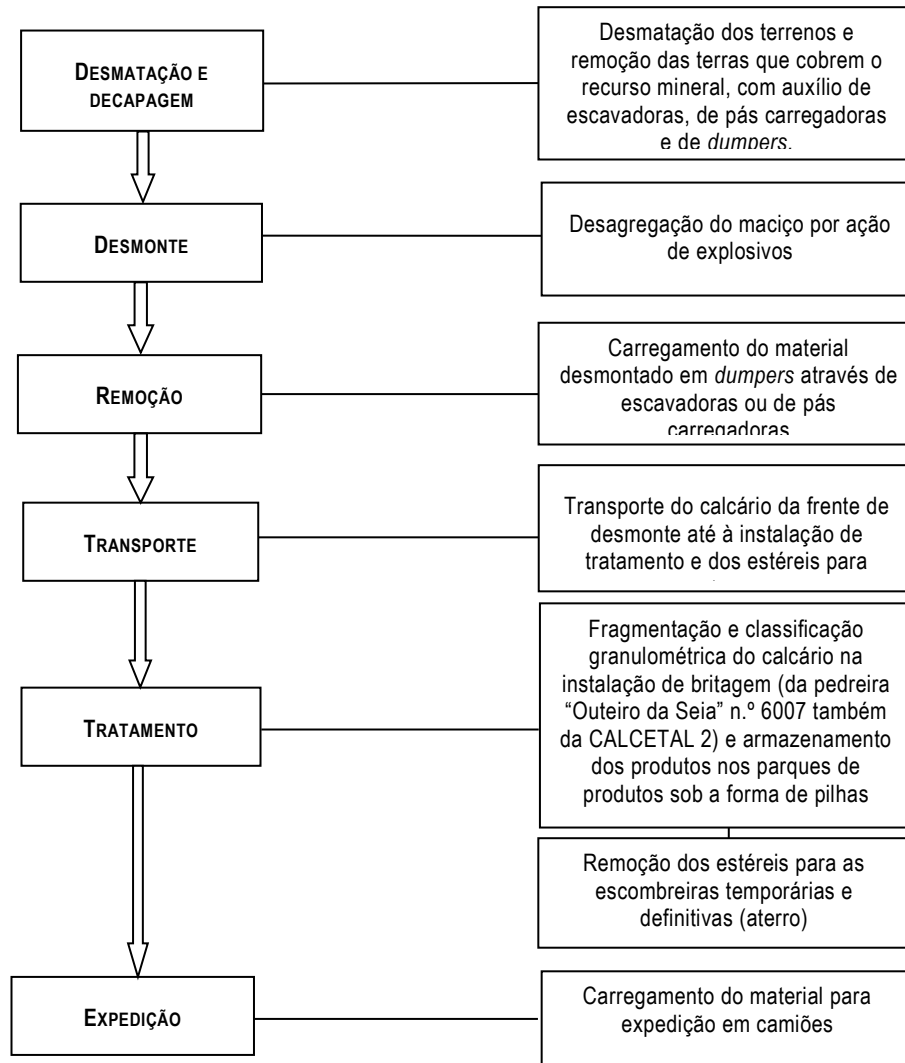 DESMATAÇÃO E
DECAPAGEM
Desmatação dos terrenos e
remoção das terras que cobrem o
recurso mineral, com auxílio de
escavadoras, de pás carregadoras
e de dumpers.
DESMONTE
Desagregação do maciço por ação
de explosivos
REMOÇÃO
Carregamento do material
desmontado em dumpers através de
escavadoras ou de pás
carregadoras
TRANSPORTE
Transporte do calcário da frente de
desmonte até à instalação de
tratamento e dos estéreis para
TRATAMENTO
Fragmentação e classificação
granulométrica do calcário na
instalação de britagem (da pedreira
“Outeiro da Seia” n.º 6007 também
da CALCETAL 2) e armazenamento
dos produtos nos parques de
produtos sob a forma de pilhas
Remoção dos estéreis para as
escombreiras temporárias e
definitivas (aterro)
EXPEDIÇÃO
Carregamento do material para
expedição em camiões